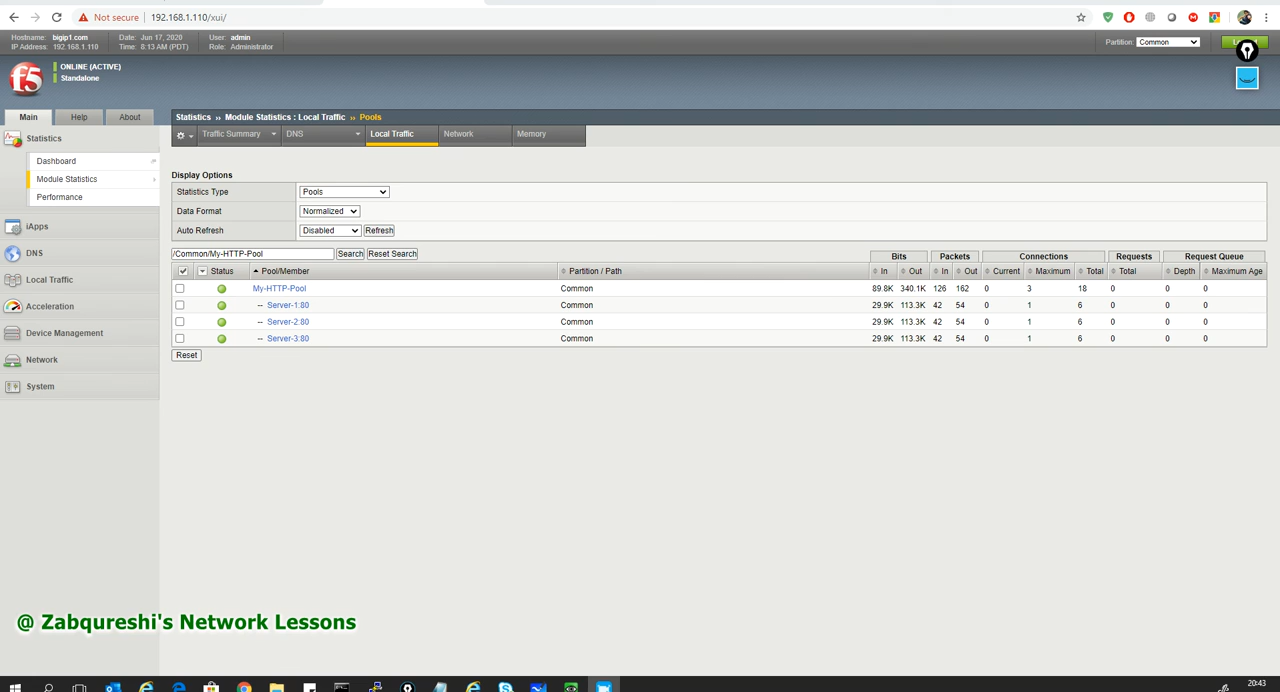 Not secure | 192.168.1.110/xui/
Hostname: bigip1.com Date: Jun 17, 2020 User: admin
IP Address: 192.168.1.110 Time: 8:13 AM (PDT) Role: Administrator
Partition: Common
f5
ONLINE (ACTIVE)
Standalone
Main Help About
Statistics ›› Module Statistics : Local Traffic ›› Pools
Traffic Summary DNS Local Traffic Network Memory
Statistics
Dashboard
Module Statistics
Performance
iApps
DNS
Local Traffic
Acceleration
Device Management
Network
System
Display Options
Statistics Type Pools
Data Format Normalized
Auto Refresh Disabled Refresh
/Common/My-HTTP-Pool Search Reset Search
Bits Packets Connections Requests Request Queue
Status Pool/Member Partition / Path In Out In Out Current Maximum Total Total Depth Maximum Age
My-HTTP-Pool Common 89.8K 340.1K 126 162 0 3 18 0 0 0
-- Server-1:80 Common 29.9K 113.3K 42 54 0 1 6 0 0 0
-- Server-2:80 Common 29.9K 113.3K 42 54 0 1 6 0 0 0
-- Server-3:80 Common 29.9K 113.3K 42 54 0 1 6 0 0 0
Reset
@ Zabqureshi's Network Lessons
20:43